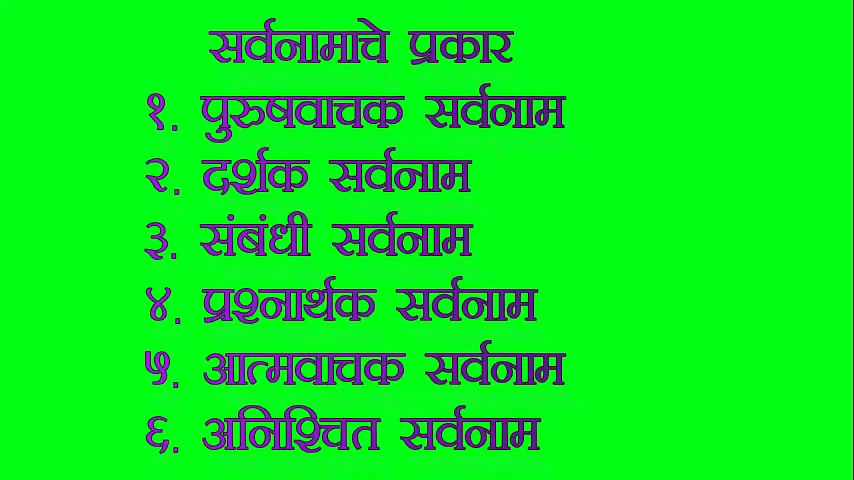 सर्वनामाचे प्रकार
१. पुरुषवाचक सर्वनाम
२. दर्शक सर्वनाम
३. संबंधी सर्वनाम
४. प्रश्नार्थक सर्वनाम
५. आत्मवाचक सर्वनाम
६. अनिश्चित सर्वनाम